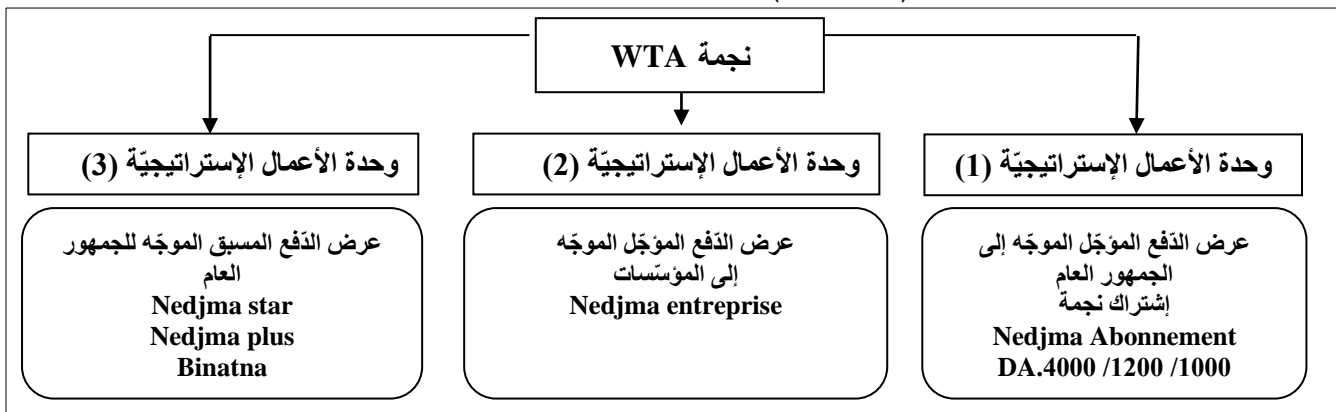 نجمة WTA
وحدة الأعمال الإستراتيجيّة (1)
عرض الدّفع المؤجّل الموجّه إلى
الجمهور العام
إشتراك نجمة
Nedjma Abonnement
DA.4000 /1200 /1000
وحدة الأعمال الإستراتيجيّة (2)
عرض الدّفع المؤجّل الموجّه
إلى المؤسّسات
Nedjma entreprise
وحدة الأعمال الإستراتيجيّة (3)
عرض الدّفع المسبق الموجّه للجمهور
العام
Nedjma star
Nedjma plus
Binatna